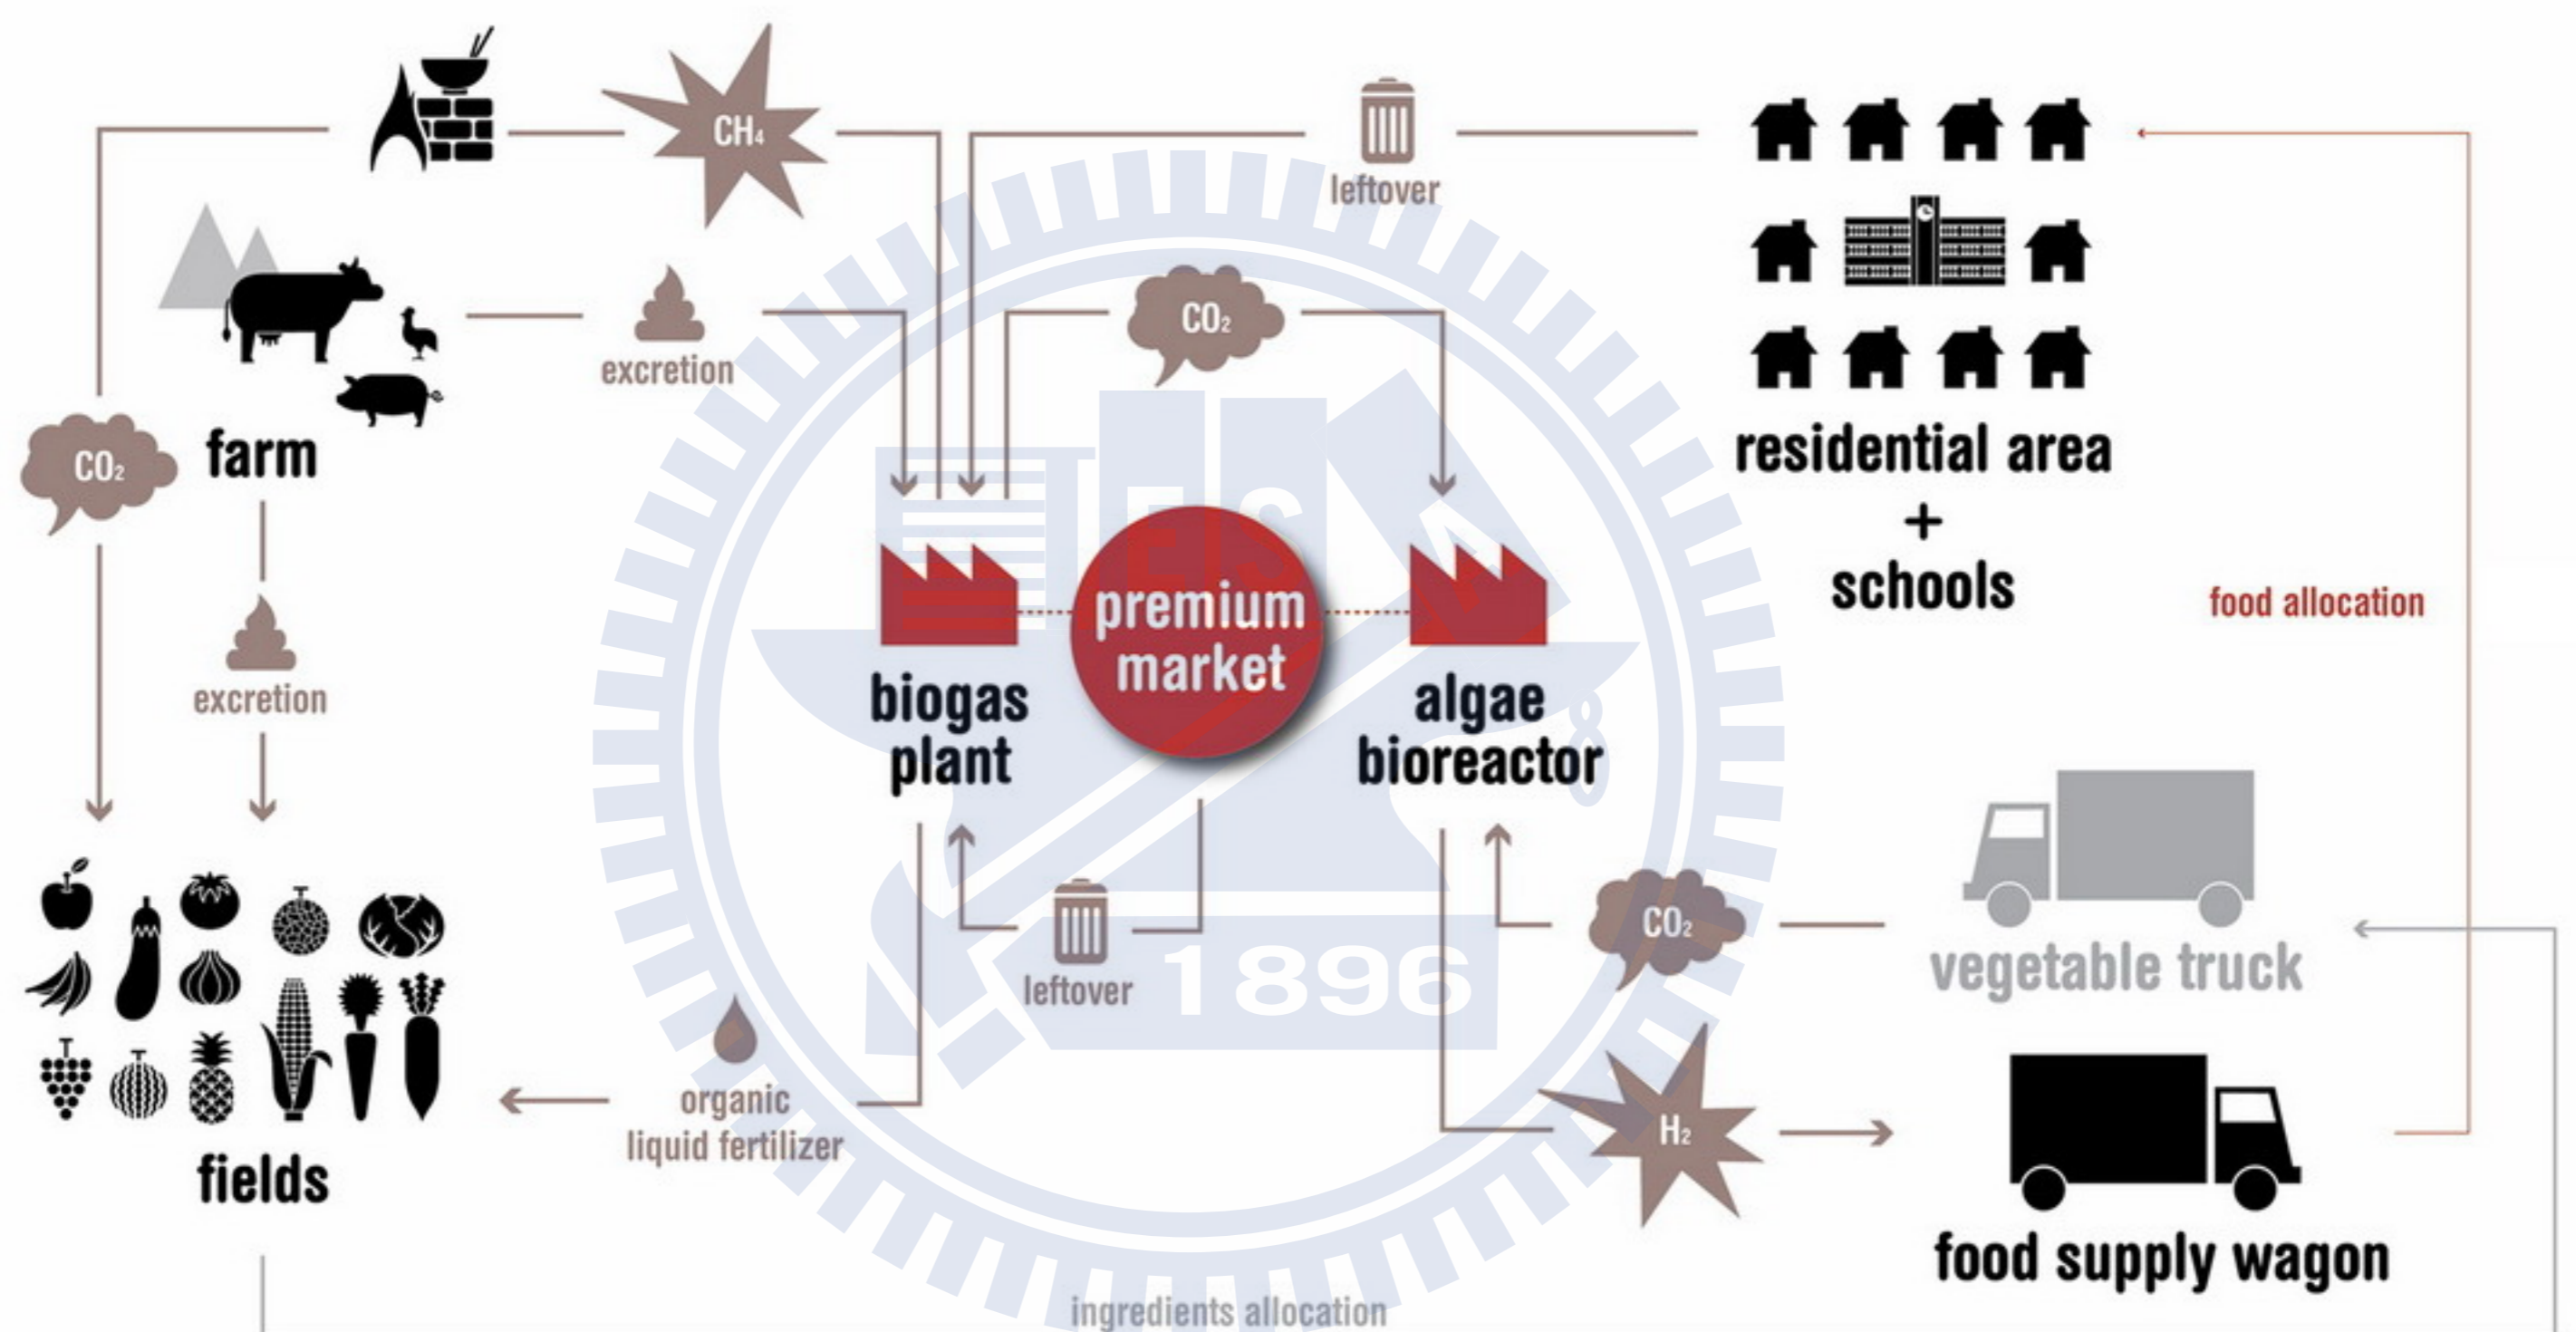 CH₄
leftover
CO₂
excretion
CO₂
farm
residential area
+
schools
premium
market
food allocation
excretion
biogas
plant
algae
bioreactor
CO₂
vegetable truck
leftover
1896
organic
liquid fertilizer
H₂
fields
food supply wagon
ingredients allocation